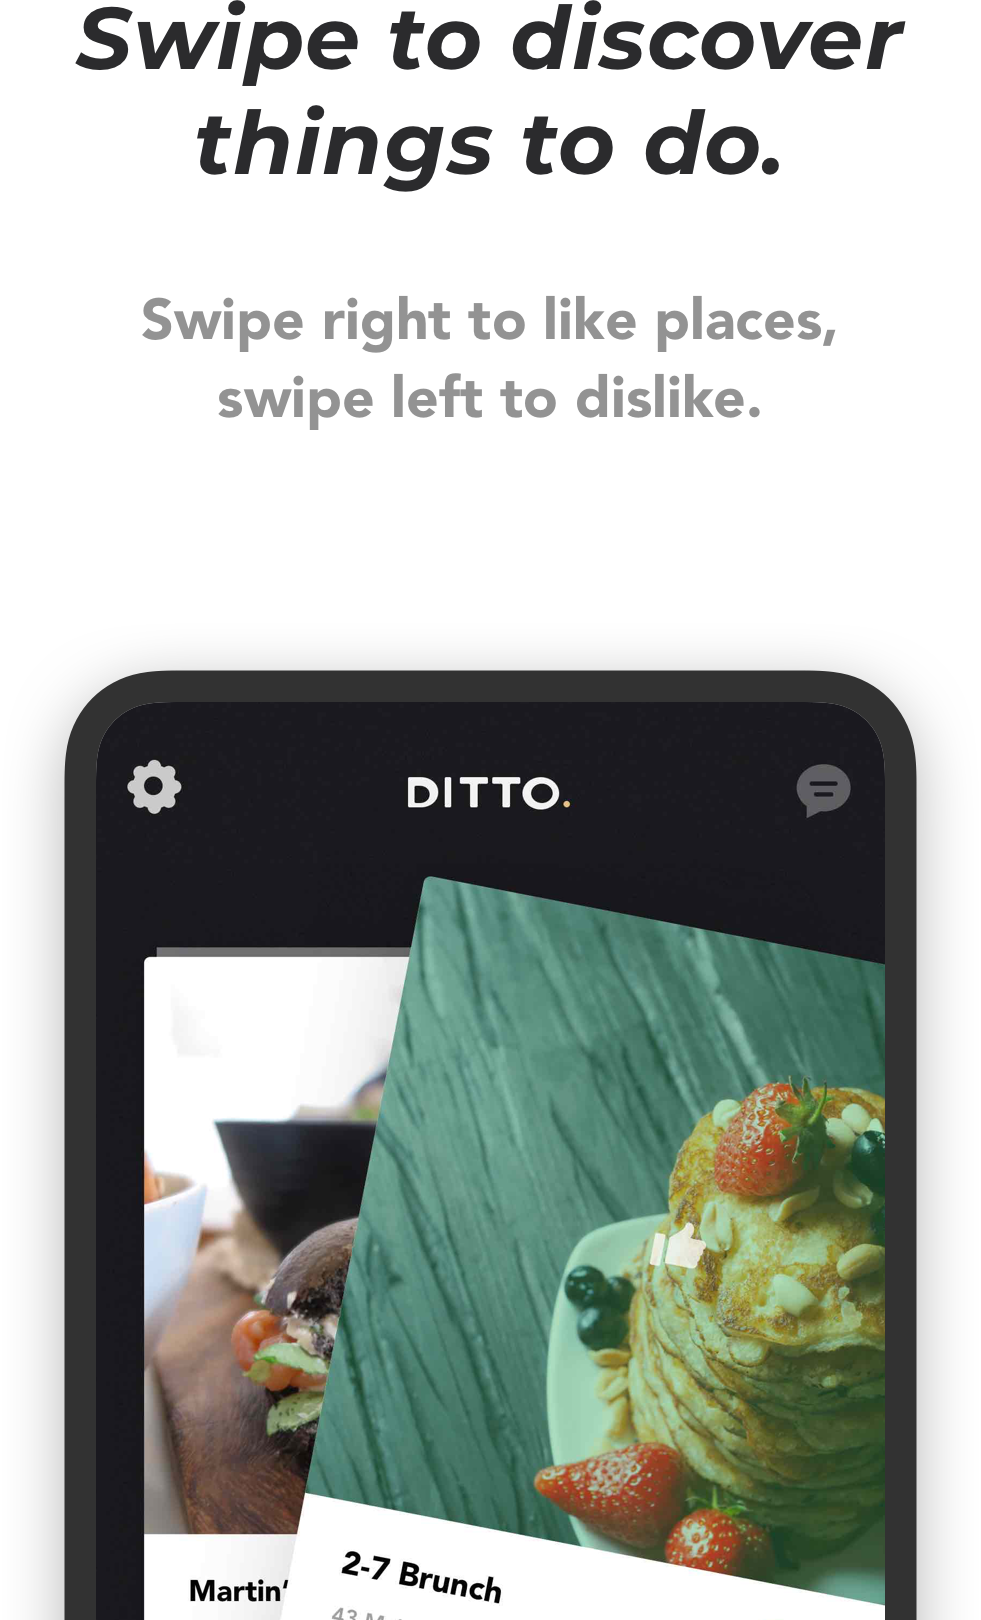 Swipe to discover
things to do.
Swipe right to like places,
swipe left to dislike.
DITTO.
2-7 Brunch
Martin'
43